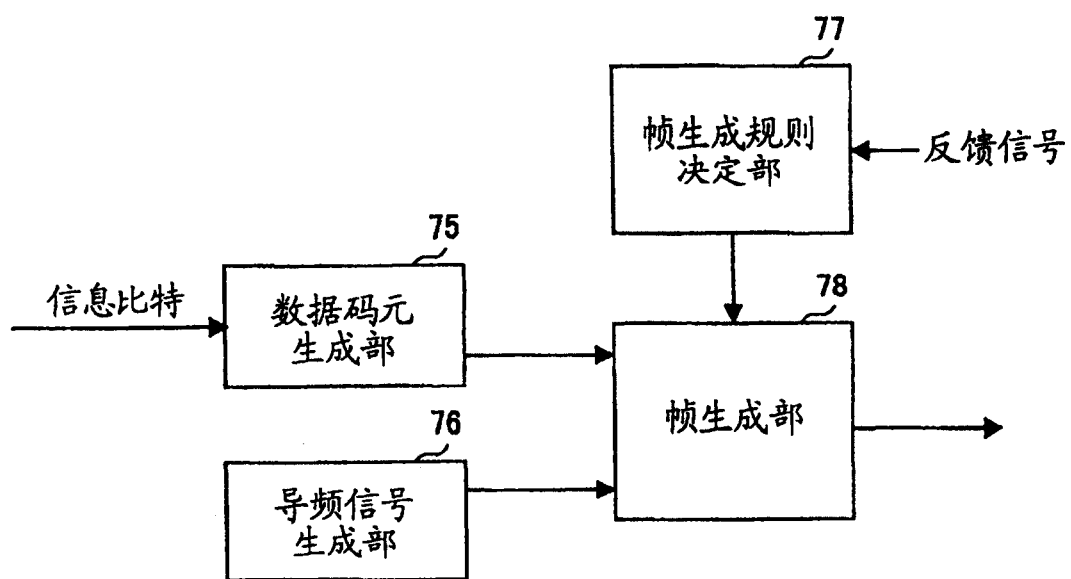 77
帧生成规则
决定部
反馈信号
75
信息比特
数据码元
生成部
78
帧生成部
76
导频信号
生成部